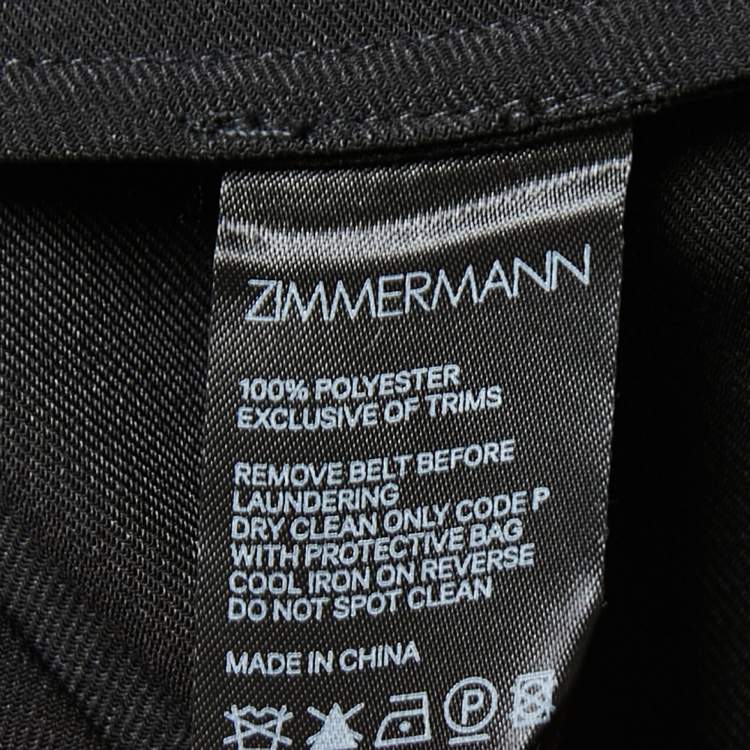 ZIMMERMANN
100% POLYESTER
EXCLUSIVE OF TRIMS
REMOVE BELT BEFORE
LAUNDERING
DRY CLEAN ONLY CODE P
WITH PROTECTIVE BAG
COOL IRON ON REVERSE
DO NOT SPOT CLEAN
MADE IN CHINA
P